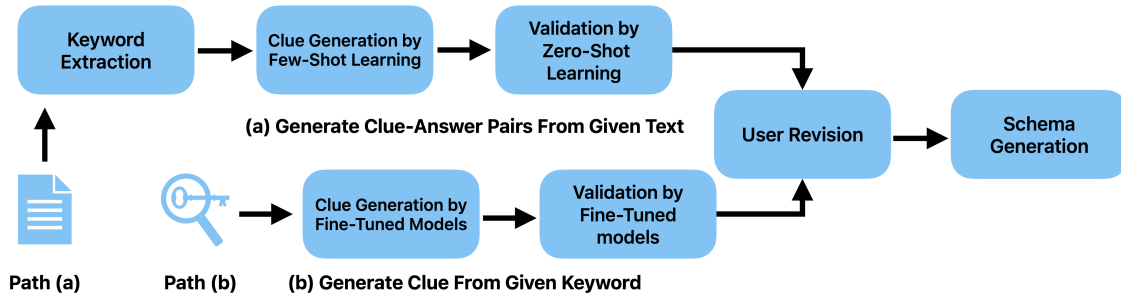 Keyword
Extraction
Clue Generation by
Few-Shot Learning
Validation by
Zero-Shot
Learning
(a) Generate Clue-Answer Pairs From Given Text
User Revision
Schema
Generation
Clue Generation by
Fine-Tuned Models
Validation by
Fine-Tuned
models
Path (a)
Path (b)
(b) Generate Clue From Given Keyword